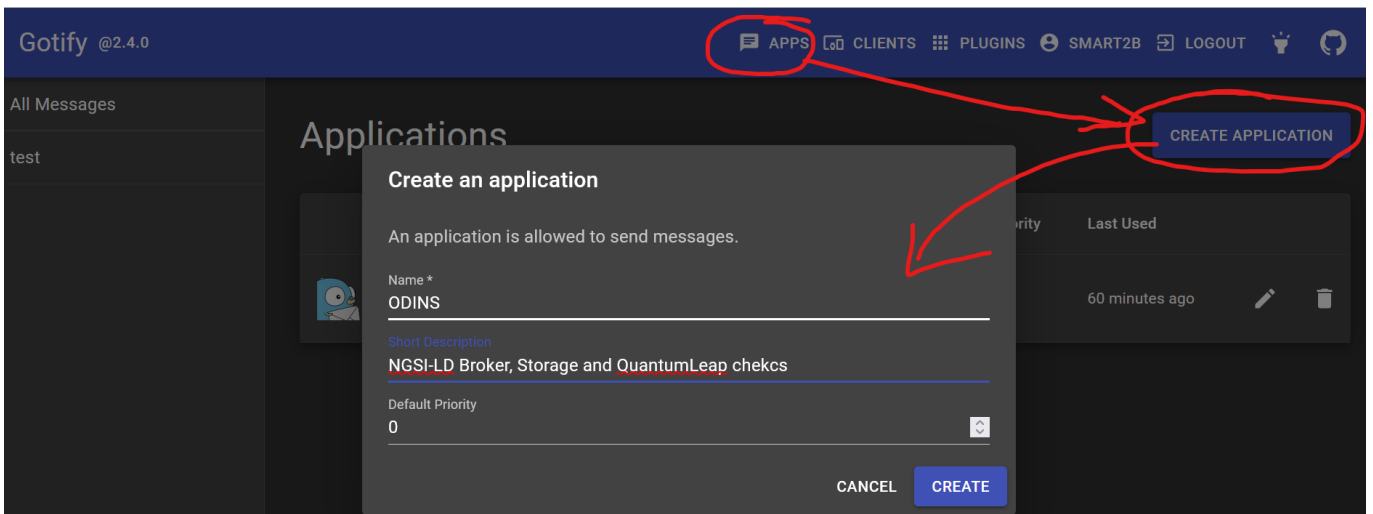 Gotify @2.4.0
APPS CLIENTS PLUGINS SMART2B LOGOUT
All Messages
test
Applications
CREATE APPLICATION
Create an application
An application is allowed to send messages.
Name *
ODINS
Short Description
NGSI-LD Broker, Storage and QuantumLeap chekcs
Default Priority
0
CANCEL CREATE
Last Used
60 minutes ago